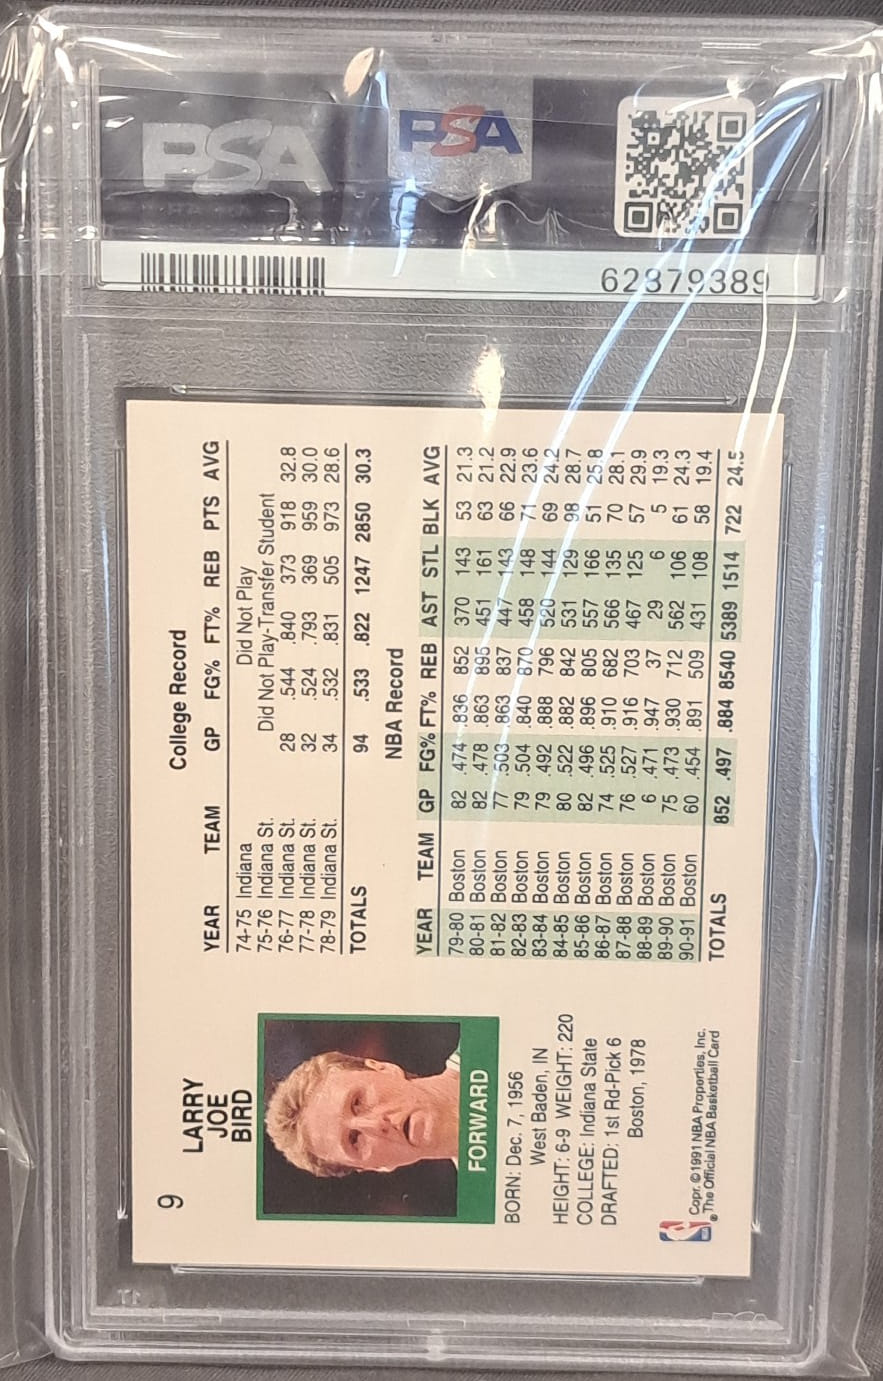 PSA
PSA
62879389
9
LARRY
JOE
BIRD
FORWARD
BORN: Dec. 7, 1956
West Baden, IN
HEIGHT: 6-9 WEIGHT: 220
COLLEGE: Indiana State
DRAFTED: 1st Rd-Pick 6
Boston, 1978
Copr. ©1991 NBA Properties, Inc.
® The Official NBA Basketball Card
College Record
YEAR TEAM GP FG% FT% REB PTS AVG
74-75 Indiana Did Not Play
75-76 Indiana St. Did Not Play-Transfer Student
76-77 Indiana St. 28 .544 .840 373 918 32.8
77-78 Indiana St. 32 .524 .793 369 959 30.0
78-79 Indiana St. 34 .532 .831 505 973 28.6
TOTALS 94 .533 .822 1247 2850 30.3
NBA Record
YEAR TEAM GP FG% FT% REB AST STL BLK AVG
79-80 Boston 82 .474 .836 852 370 143 53 21.3
80-81 Boston 82 .478 .863 895 451 161 63 21.2
81-82 Boston 77 .503 .863 837 447 143 66 22.9
82-83 Boston 79 .504 .840 870 458 148 71 23.6
83-84 Boston 79 .492 .888 796 520 144 69 24.2
84-85 Boston 80 .522 .882 842 531 129 98 28.7
85-86 Boston 82 .496 .896 805 557 166 51 25.8
86-87 Boston 74 .525 .910 682 566 135 70 28.1
87-88 Boston 76 .527 .916 703 467 125 57 29.9
88-89 Boston 6 .471 .947 37 29 6 5 19.3
89-90 Boston 75 .473 .930 712 562 106 61 24.3
90-91 Boston 60 .454 .891 509 431 108 58 19.4
TOTALS 852 .497 .884 8540 5389 1514 722 24.5